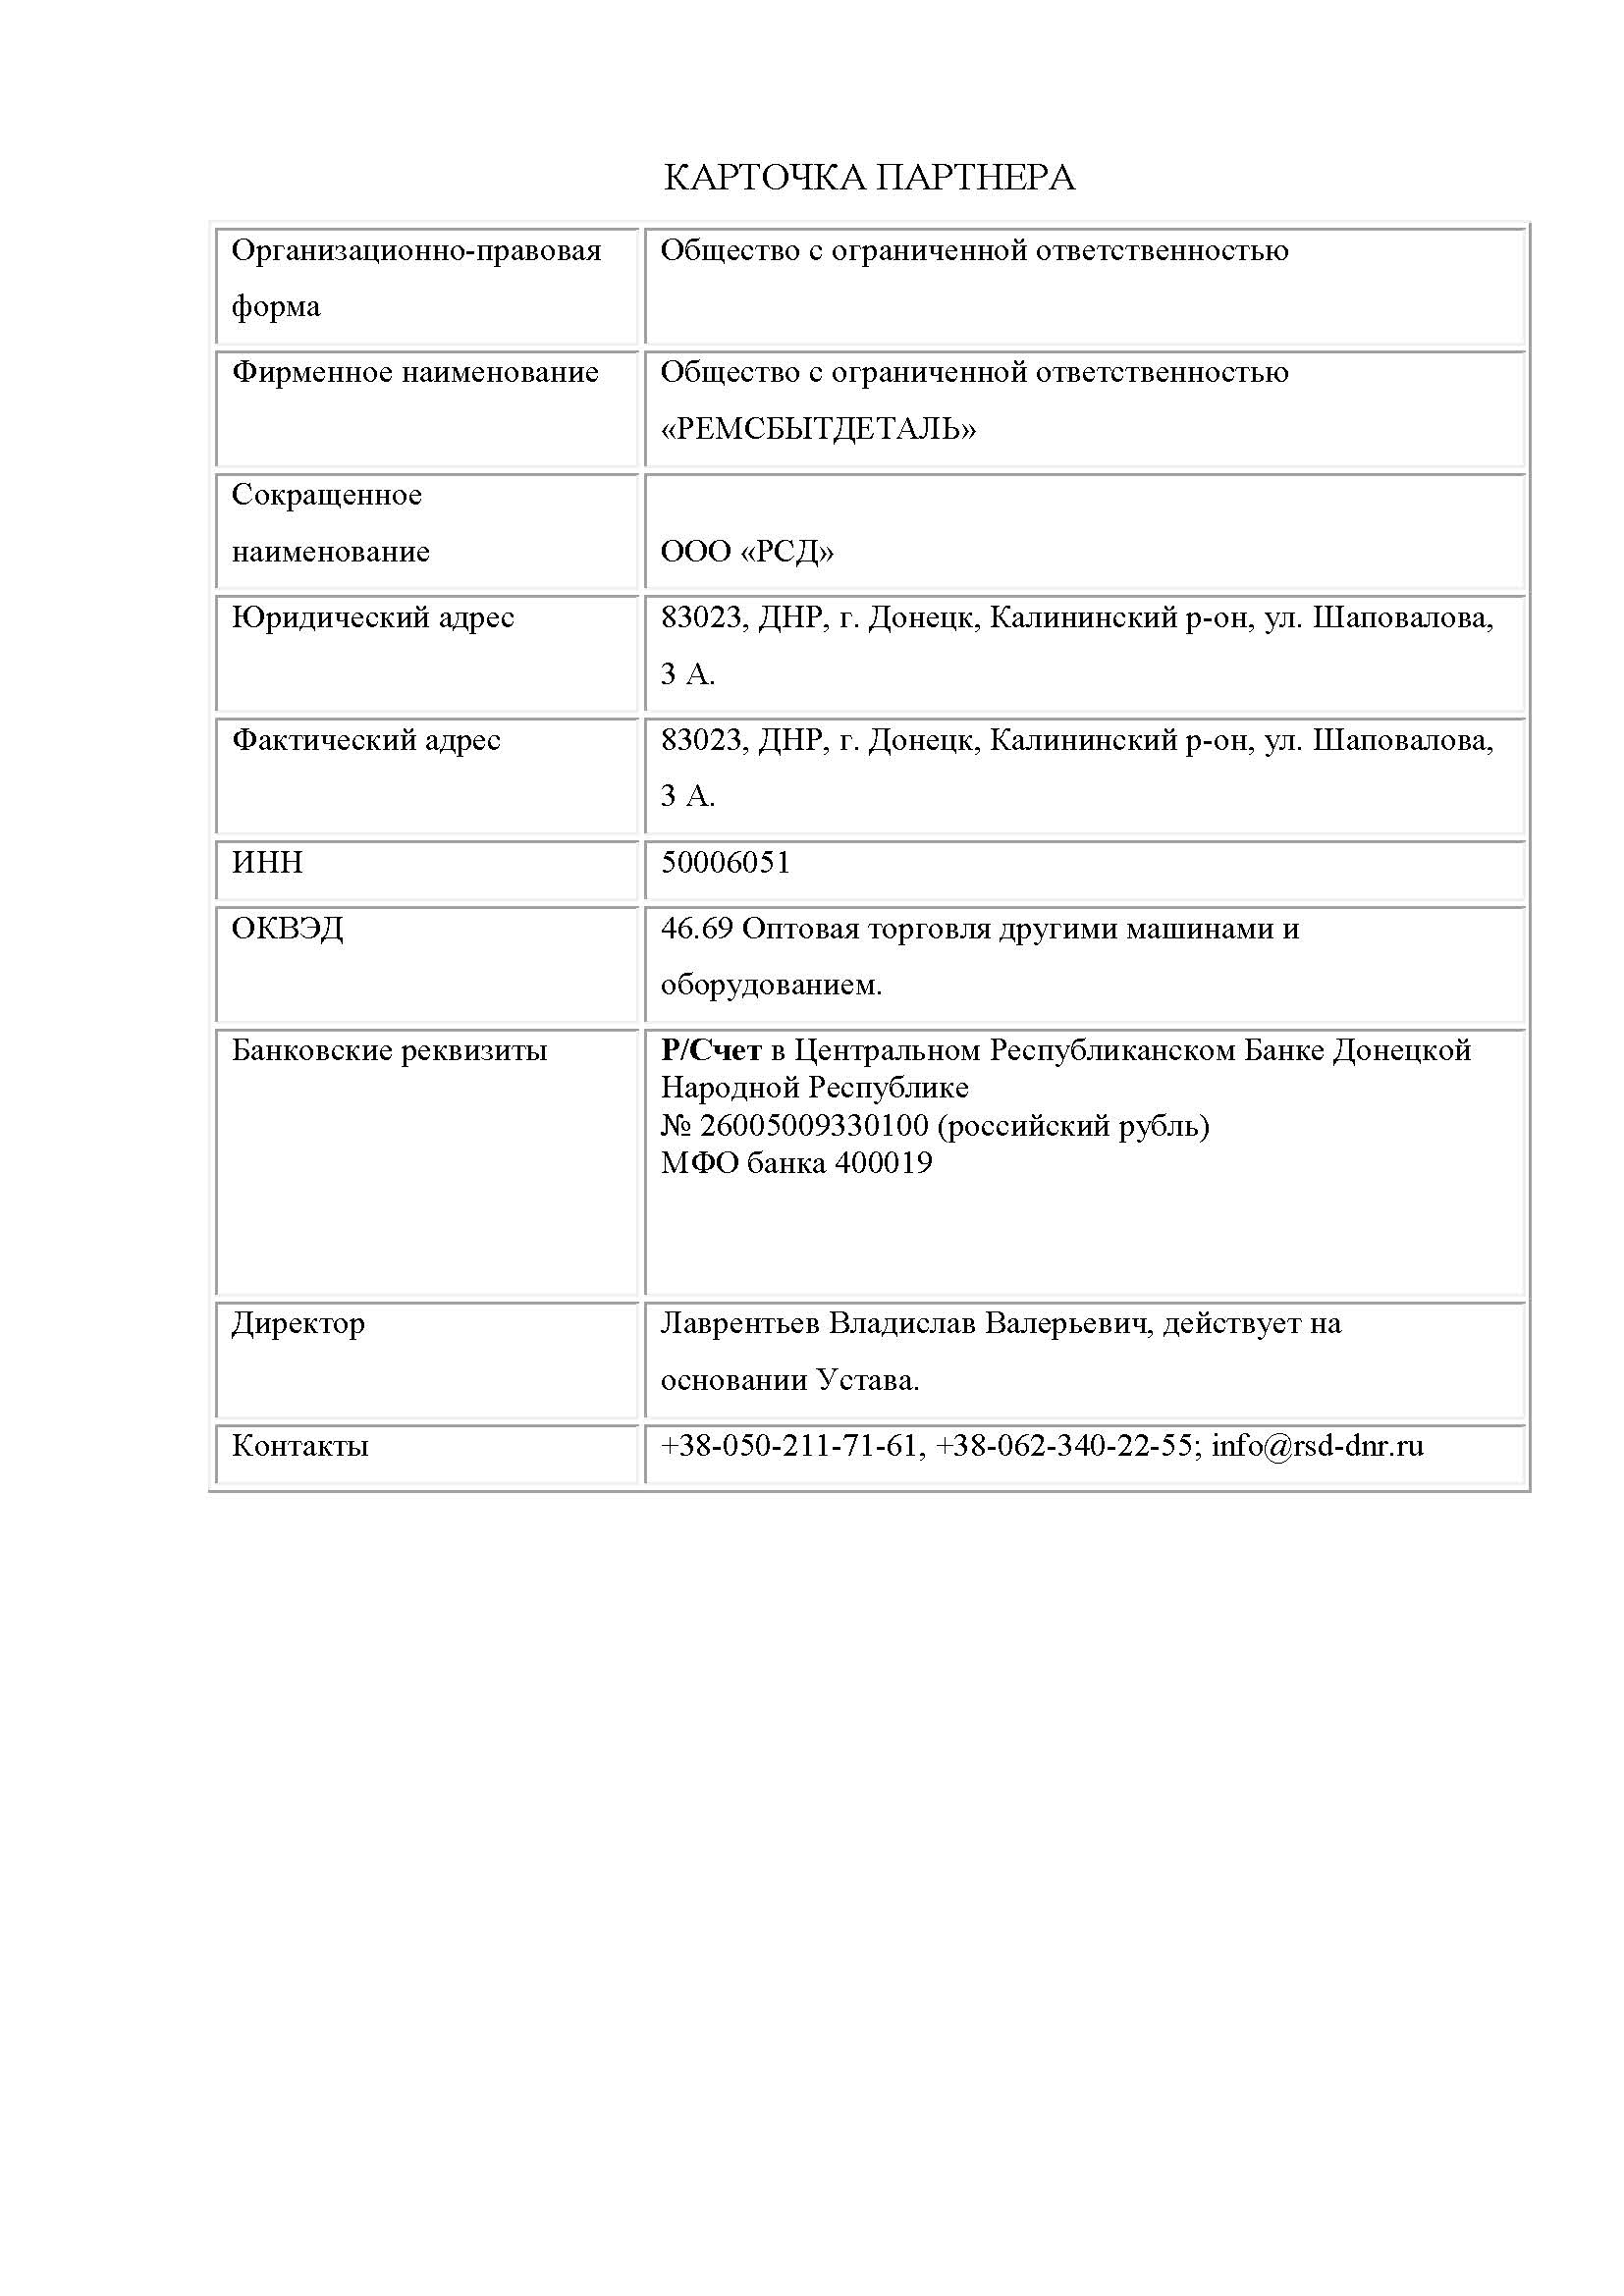 КАРТОЧКА ПАРТНЕРА
Организационно-правовая
форма
Общество с ограниченной ответственностью
Фирменное наименование
Общество с ограниченной ответственностью
«РЕМСБЫТДЕТАЛЬ»
Сокращенное
наименование
ООО «РСД»
Юридический адрес
83023, ДНР, г. Донецк, Калининский р-он, ул. Шаповалова,
3 А.
Фактический адрес
83023, ДНР, г. Донецк, Калининский р-он, ул. Шаповалова,
3 А.
ИНН
50006051
ОКВЭД
46.69 Оптовая торговля другими машинами и
оборудованием.
Банковские реквизиты
Р/Счет в Центральном Республиканском Банке Донецкой
Народной Республике
№ 26005009330100 (российский рубль)
МФО банка 400019
Директор
Лаврентьев Владислав Валерьевич, действует на
основании Устава.
Контакты
+38-050-211-71-61, +38-062-340-22-55; info@rsd-dnr.ru